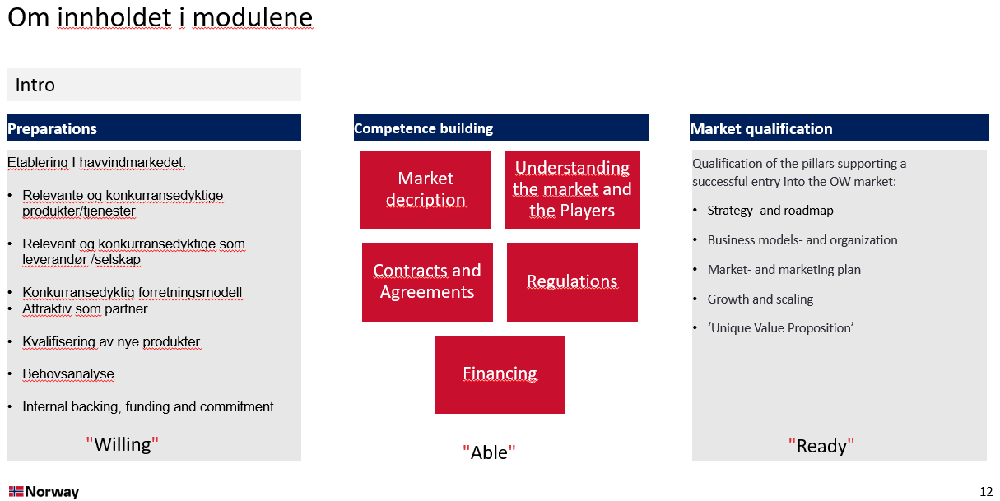 Om innholdet i modulene
Intro
Preparations
Etablering I havvindmarkedet:
• Relevante og konkurransedyktige
produkter/tjenester
• Relevant og konkurransedyktige som
leverandør /selskap
• Konkurransedyktig forretningsmodell
• Attraktiv som partner
• Kvalifisering av nye produkter
• Behovsanalyse
• Internal backing, funding and commitment
"Willing"
Competence building
Market
decription
Understanding
the market and
the Players
Contracts and
Agreements
Regulations
Financing
"Able"
Market qualification
Qualification of the pillars supporting a
successful entry into the OW market:
• Strategy- and roadmap
• Business models- and organization
• Market- and marketing plan
• Growth and scaling
• ‘Unique Value Proposition’
"Ready"
Norway
12